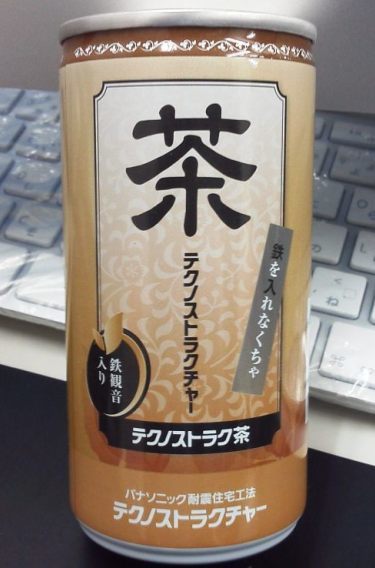 茶
テクノストラクチャー
鉄を入れなくちゃ
鉄観音
入り
テクノストラク茶
パナソニック耐震住宅工法
テクノストラクチャー